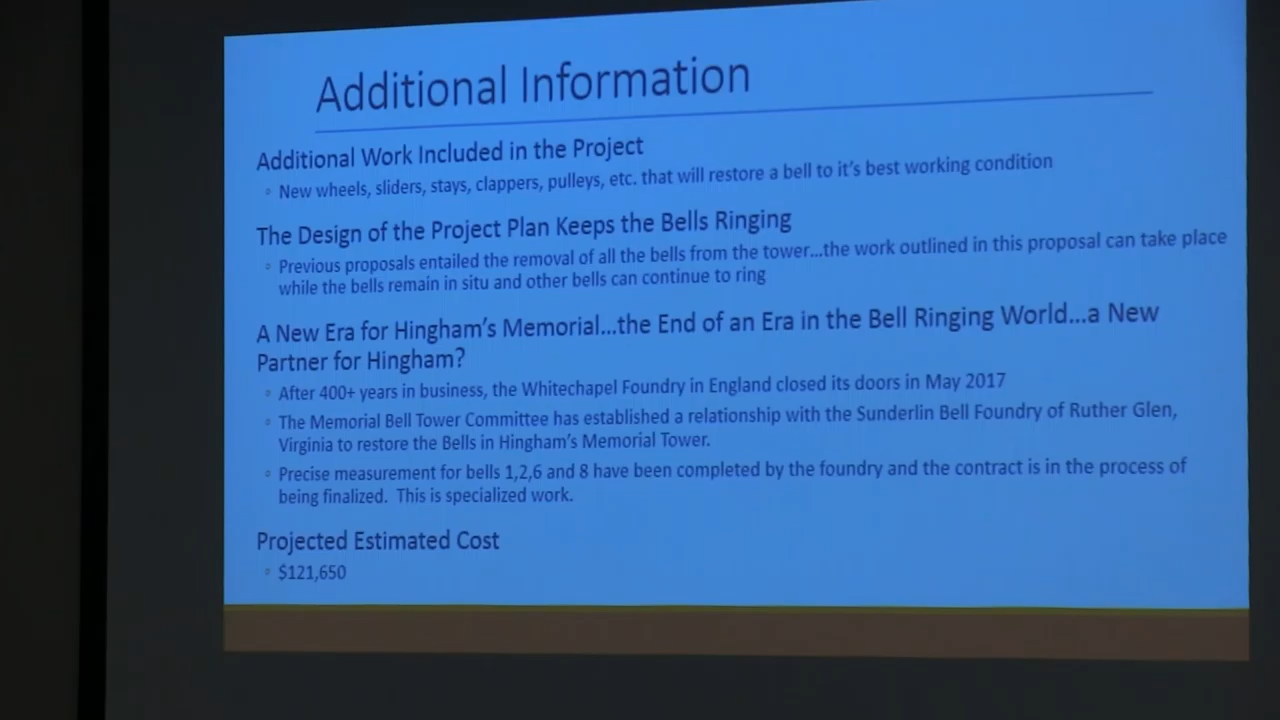 Additional Information
Additional Work Included in the Project
◦ New wheels, sliders, stays, clappers, pulleys, etc. that will restore a bell to it's best working condition
The Design of the Project Plan Keeps the Bells Ringing
◦ Previous proposals entailed the removal of all the bells from the tower...the work outlined in this proposal can take place
while the bells remain in situ and other bells can continue to ring
A New Era for Hingham's Memorial...the End of an Era in the Bell Ringing World...a New
Partner for Hingham?
◦ After 400+ years in business, the Whitechapel Foundry in England closed its doors in May 2017
◦ The Memorial Bell Tower Committee has established a relationship with the Sunderlin Bell Foundry of Ruther Glen,
Virginia to restore the Bells in Hingham's Memorial Tower.
◦ Precise measurement for bells 1,2,6 and 8 have been completed by the foundry and the contract is in the process of
being finalized. This is specialized work.
Projected Estimated Cost
◦ $121,650